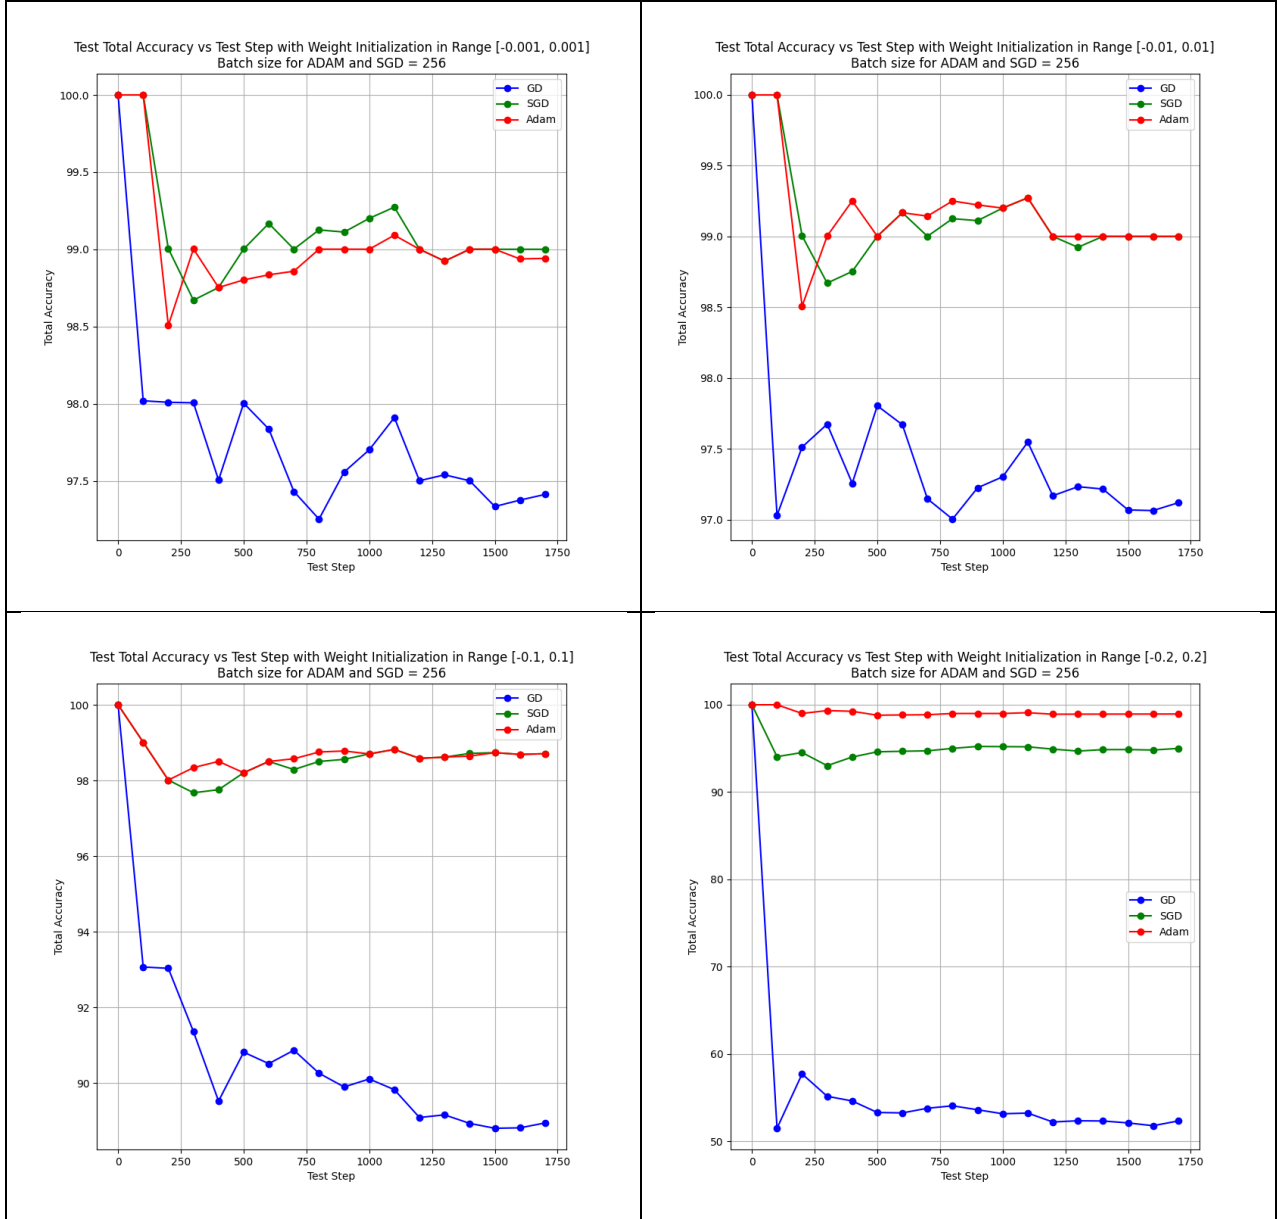 Test Total Accuracy vs Test Step with Weight Initialization in Range [-0.001, 0.001]
Batch size for ADAM and SGD = 256
GD
SGD
Adam
100.0
99.5
99.0
98.5
98.0
97.5
Total Accuracy
0 250 500 750 1000 1250 1500 1750
Test Step
Test Total Accuracy vs Test Step with Weight Initialization in Range [-0.01, 0.01]
Batch size for ADAM and SGD = 256
GD
SGD
Adam
100.0
99.5
99.0
98.5
98.0
97.5
97.0
Total Accuracy
0 250 500 750 1000 1250 1500 1750
Test Step
Test Total Accuracy vs Test Step with Weight Initialization in Range [-0.1, 0.1]
Batch size for ADAM and SGD = 256
GD
SGD
Adam
100
98
96
94
92
90
Total Accuracy
0 250 500 750 1000 1250 1500 1750
Test Step
Test Total Accuracy vs Test Step with Weight Initialization in Range [-0.2, 0.2]
Batch size for ADAM and SGD = 256
GD
SGD
Adam
100
90
80
70
60
50
Total Accuracy
0 250 500 750 1000 1250 1500 1750
Test Step